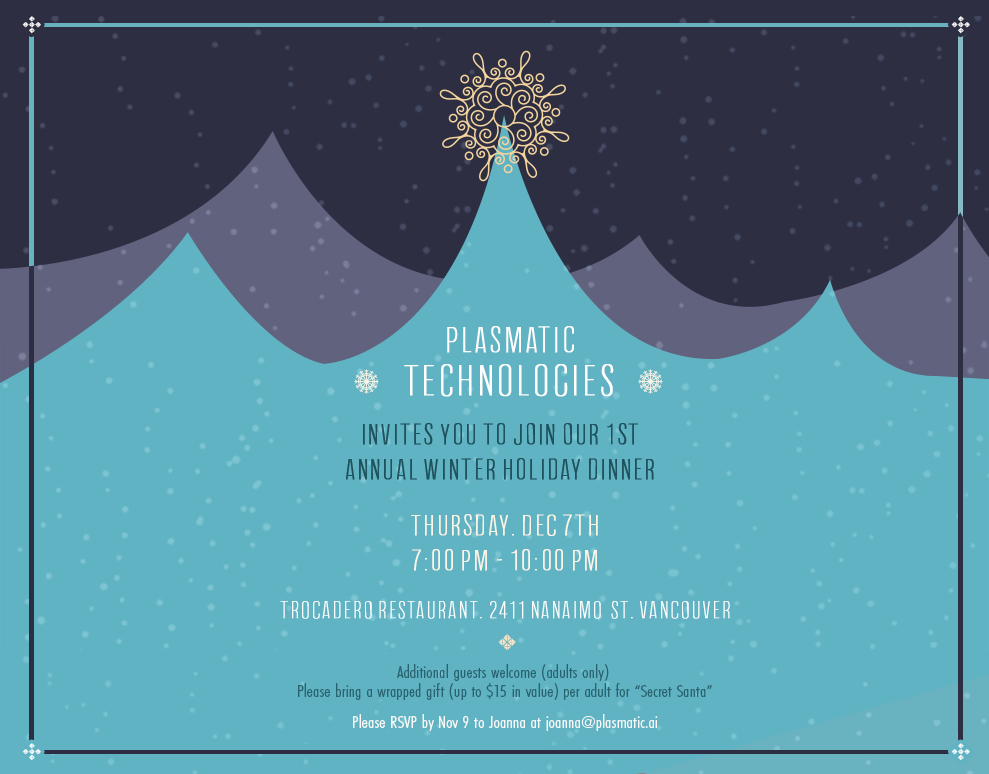 PLASMATIC
TECHNOLOGIES
INVITES YOU TO JOIN OUR 1ST
ANNUAL WINTER HOLIDAY DINNER
THURSDAY. DEC 7TH
7:00 PM - 10:00 PM
TROCADERO RESTAURANT. 2411 NANAIMO ST. VANCOUVER
Additional guests welcome (adults only)
Please bring a wrapped gift (up to $15 in value) per adult for “Secret Santa”
Please RSVP by Nov 9 to Joanna at joanna@plasmatic.ai